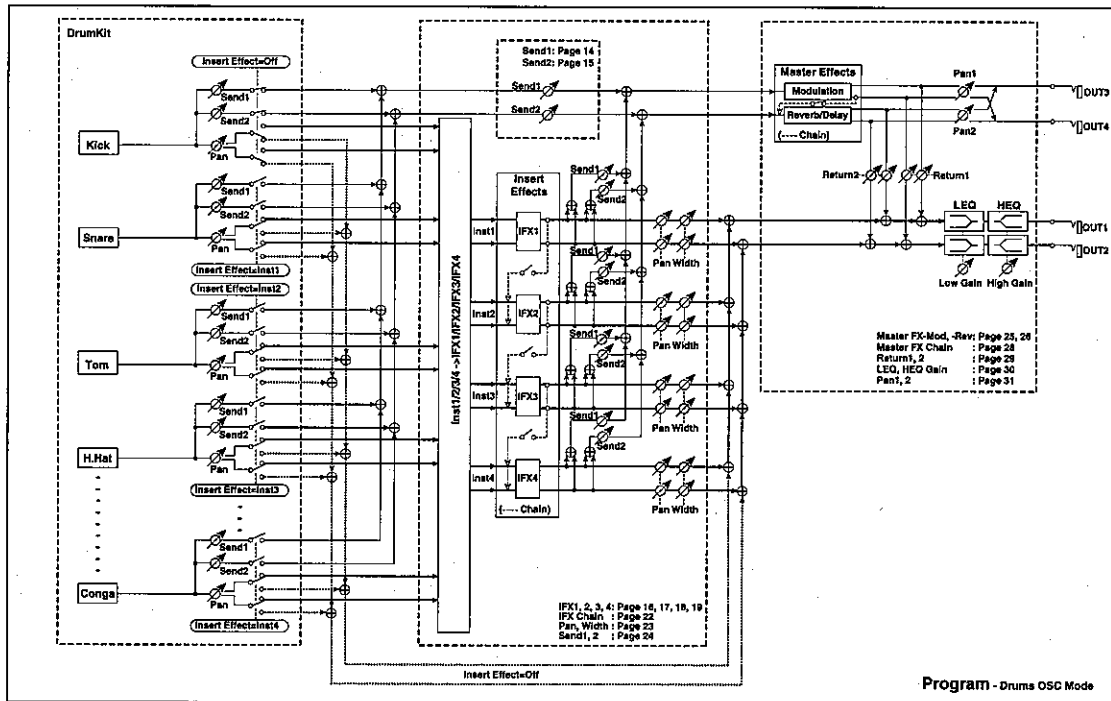 DrumKit
Insert Effect=Off
Send1
Send2
Kick
Pan
Send1
Send2
Snare
Pan
Insert Effect=Inst1
Insert Effect=Inst2
Send1
Send2
Tom
Pan
Send1
Send2
H.Hat
Pan
Insert Effect=Inst3
Send1
Send2
Conga
Pan
Insert Effect=Inst4
Send1: Page 14
Send2: Page 15
Send1
Send2
Inst1/2/3/4 ->IFX1/IFX2/IFX3/IFX4
Insert
Effects
Inst1
IFX1
Inst2
IFX2
Inst3
IFX3
Inst4
IFX4
(---- Chain)
Send1
Send2
Send1
Send2
Send1
Send2
Send1
Send2
Pan Width
Pan Width
Pan Width
Pan Width
IFX1, 2, 3, 4: Page 16, 17, 18, 19
IFX Chain : Page 22
Pan, Width : Page 23
Send1, 2 : Page 24
Insert Effect=Off
Master Effects
Modulation
Reverb/Delay
(---- Chain)
Pan1
Pan2
OUT3
OUT4
Return2
Return1
LEQ
HEQ
OUT1
OUT2
Low Gain
High Gain
Master FX-Mod, -Rev: Page 25, 26
Master FX Chain : Page 28
Return1, 2 : Page 29
LEQ, HEQ Gain : Page 30
Pan1, 2 : Page 31
Program - Drums OSC Mode